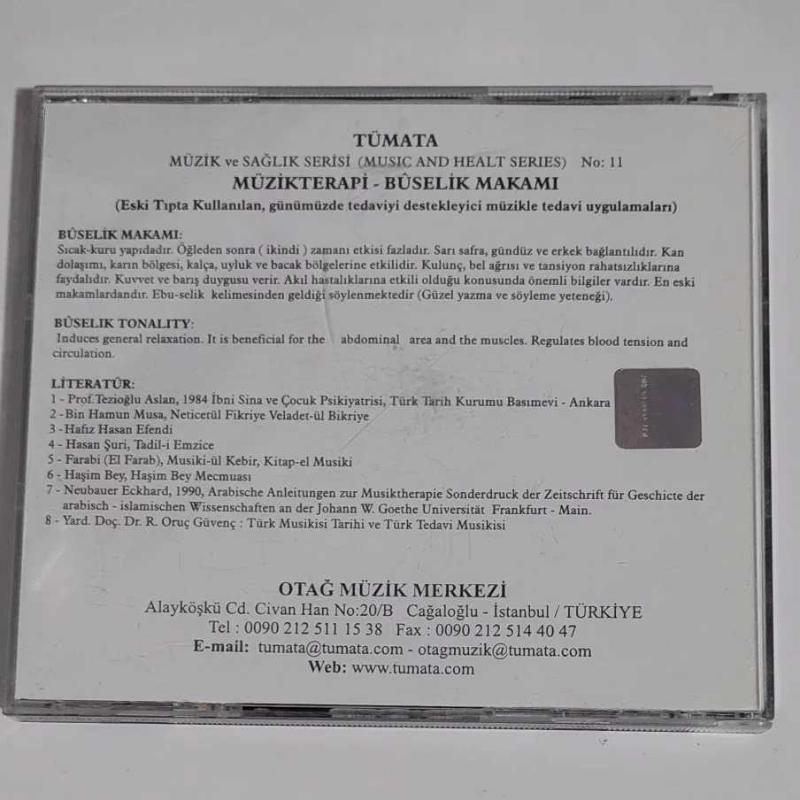 TÜMATA
MÜZİK ve SAĞLIK SERİSİ (MUSIC AND HEALT SERIES) No: 11
MÜZİKTERAPİ - BÛSELİK MAKAMI
(Eski Tıpta Kullanılan, günümüzde tedaviyi destekleyici müzikle tedavi uygulamaları)
BÛSELİK MAKAMI:
Sıcak-kuru yapıdadır. Öğleden sonra ( ikindi ) zamanı etkisi fazladır. Sarı safra, gündüz ve erkek bağlantılıdır. Kan
dolaşımı, karın bölgesi, kalça, uyluk ve bacak bölgelerine etkilidir. Kulunç, bel ağrısı ve tansiyon rahatsızlıklarına
faydalıdır. Kuvvet ve barış duygusu verir. Akıl hastalıklarına etkili olduğu konusunda önemli bilgiler vardır. En eski
makamlardandır. Ebu-selik kelimesinden geldiği söylenmektedir (Güzel yazma ve söyleme yeteneği).
BÛSELIK TONALITY:
Induces general relaxation. It is beneficial for the abdominal area and the muscles. Regulates blood tension and
circulation.
LİTERATÜR:
1 - Prof.Tezioğlu Aslan, 1984 İbni Sina ve Çocuk Psikiyatrisi, Türk Tarih Kurumu Basımevi - Ankara
2 -Bin Hamun Musa, Neticetül Fikriye Veladet-ül Bikriye
3 -Hafız Hasan Efendi
4 - Hasan Şuri, Tadil-i Emzice
5 - Farabi (El Farab), Musiki-ül Kebir, Kitap-el Musiki
6 - Haşim Bey, Haşim Bey Mecmuası
7 - Neubauer Eckhard, 1990, Arabische Anleitungen zur Musiktherapie Sonderdruck der Zeitschrift für Geschicte der
arabisch - islamischen Wissenschaften an der Johann W. Goethe Universität Frankfurt - Main.
8 - Yard. Doç. Dr. R. Oruç Güvenç : Türk Musikisi Tarihi ve Türk Tedavi Musikisi
OTAĞ MÜZİK MERKEZİ
Alayköşkü Cd. Civan Han No:20/B Cağaloğlu - İstanbul / TÜRKİYE
Tel : 0090 212 511 15 38 Fax : 0090 212 514 40 47
E-mail: tumata@tumata.com - otagmuzik@tumata.com
Web: www.tumata.com